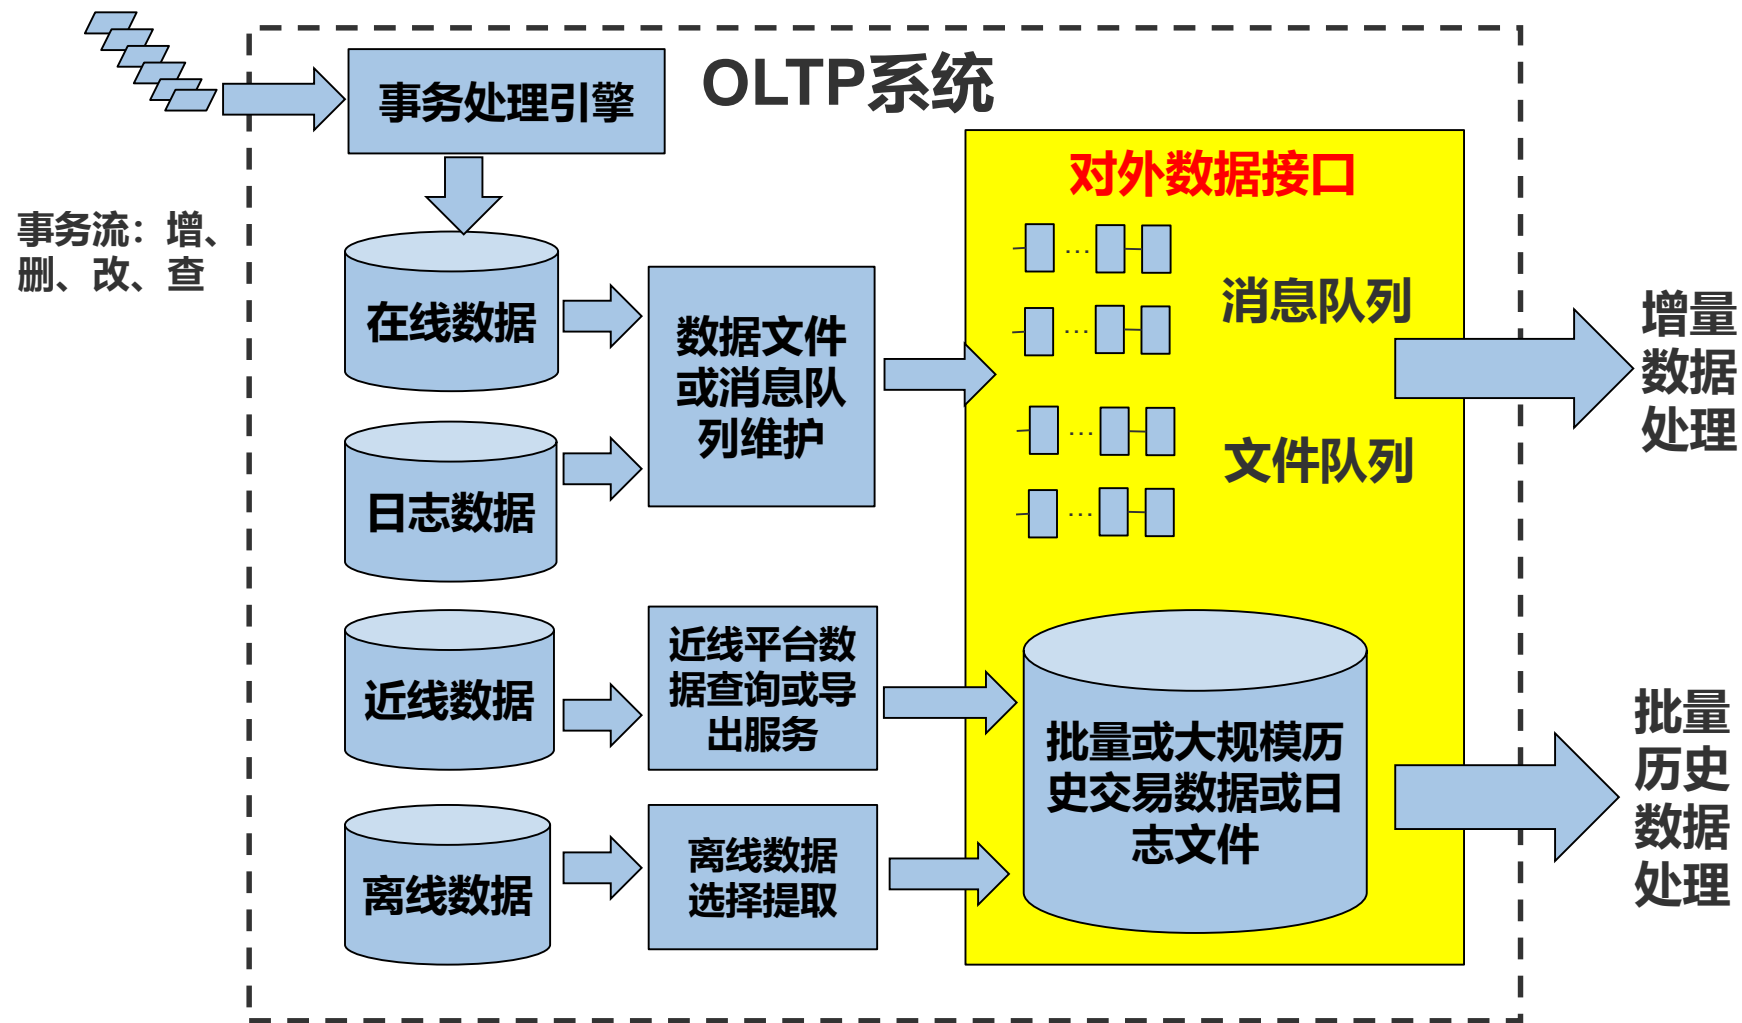 OLTP系统
事务处理引擎
事务流：增、
删、改、查
对外数据接口
在线数据
数据文件
或消息队
列维护
消息队列
增量
数据
处理
日志数据
文件队列
近线数据
近线平台数
据查询或导
出服务
批量或大规模历
史交易数据或日
志文件
批量
历史
数据
处理
离线数据
离线数据
选择提取